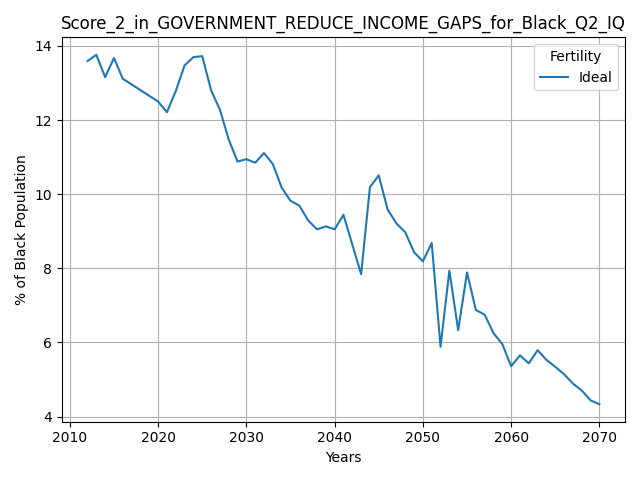 Score_2_in_GOVERNMENT_REDUCE_INCOME_GAPS_for_Black_Q2_IQ
Fertility
Ideal
% of Black Population
14
12
10
8
6
4
2010 2020 2030 2040 2050 2060 2070
Years